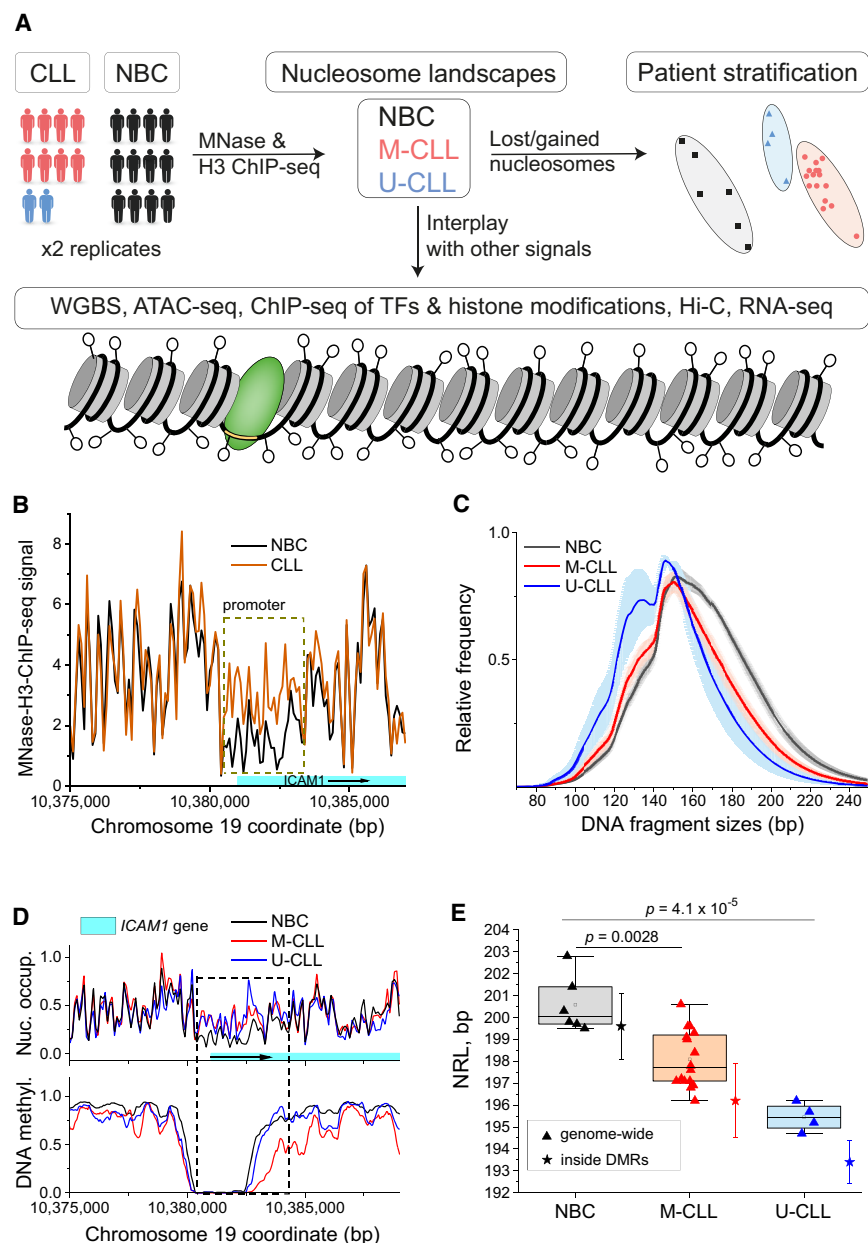 A
CLL NBC
Nucleosome landscapes
Patient stratification
MNase &
H3 ChIP-seq
NBC
M-CLL
U-CLL
Lost/gained
nucleosomes
x2 replicates
Interplay
with other signals
WGBS, ATAC-seq, ChIP-seq of TFs & histone modifications, Hi-C, RNA-seq
B
MNase-H3-ChIP-seq signal
8
6
4
2
0
NBC
CLL
promoter
ICAM1
10,375,000 10,380,000 10,385,000
Chromosome 19 coordinate (bp)
C
Relative frequency
1.0
0.5
NBC
M-CLL
U-CLL
80 100 120 140 160 180 200 220 240
DNA fragment sizes (bp)
D
ICAM1 gene
NBC
M-CLL
U-CLL
Nuc. occup.
1.0
0.5
0.0
DNA methyl.
1.0
0.5
0.0
10,375,000 10,380,000 10,385,000
Chromosome 19 coordinate (bp)
E
p = 4.1 x 10-5
p = 0.0028
NRL, bp
204
203
202
201
200
199
198
197
196
195
194
193
192
genome-wide
inside DMRs
NBC M-CLL U-CLL